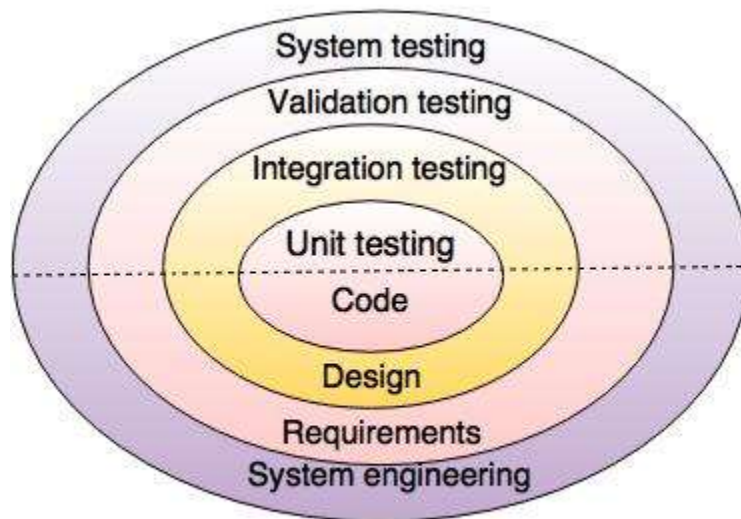 System testing
Validation testing
Integration testing
Unit testing
Code
Design
Requirements
System engineering